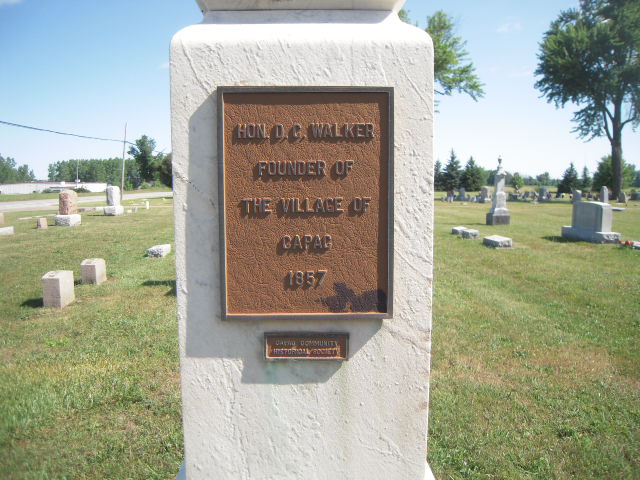 HON. D. C. WALKER
FOUNDER OF
THE VILLAGE OF
CAPAC
1857
CAPAC COMMUNITY
HISTORICAL SOCIETY